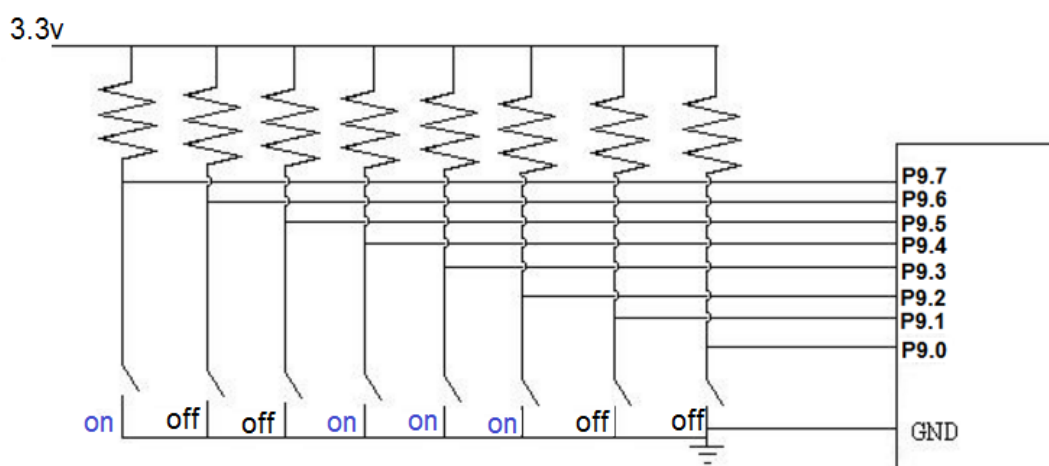 3.3v
P9.7
P9.6
P9.5
P9.4
P9.3
P9.2
P9.1
P9.0
on off off on on on off off
GND